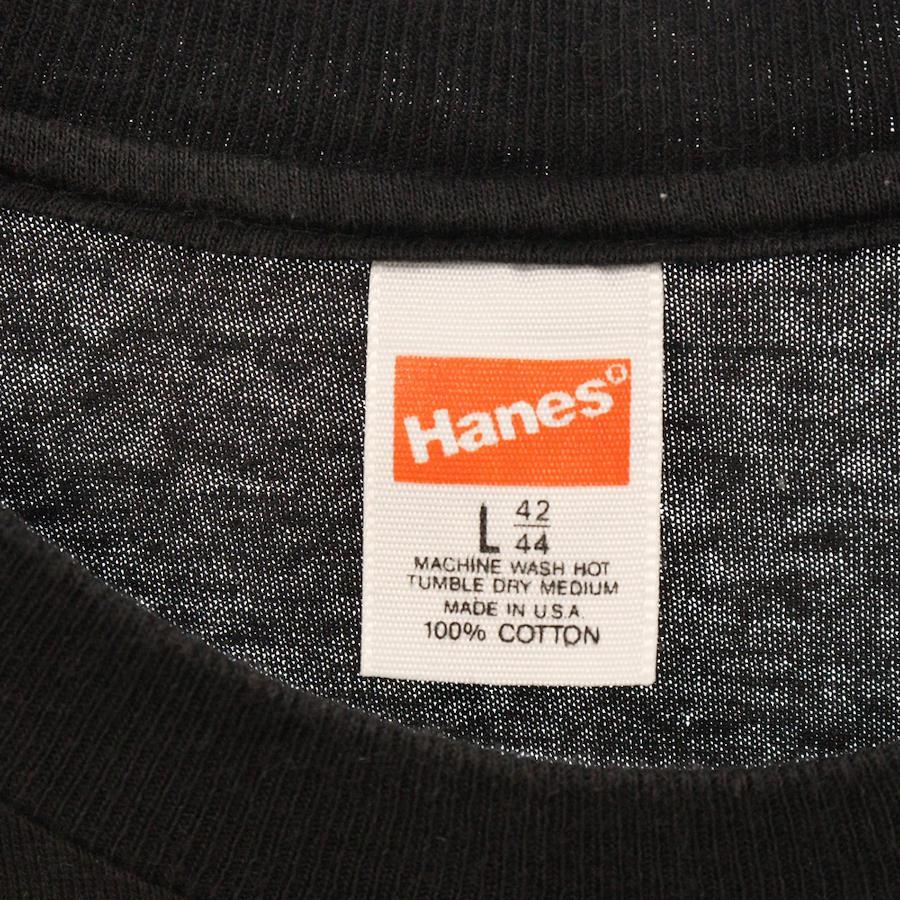 Hanes®
L 42/44
MACHINE WASH HOT
TUMBLE DRY MEDIUM
MADE IN U.S.A.
100% COTTON